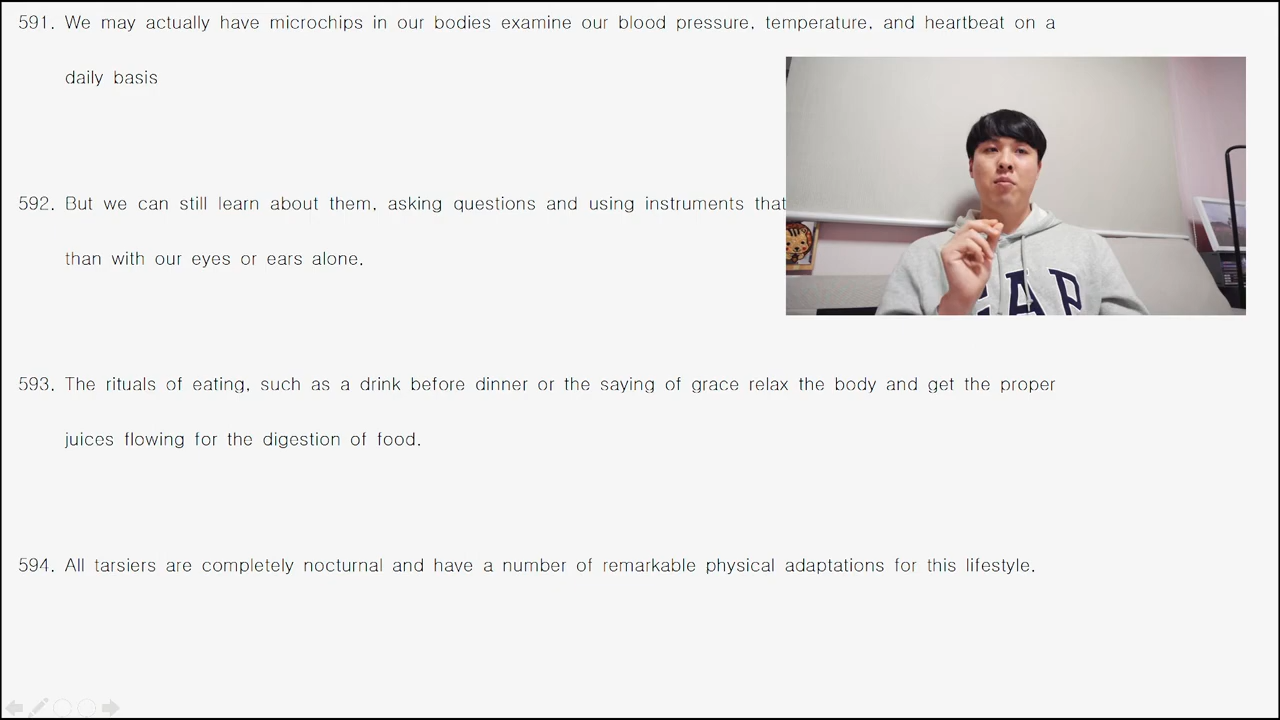 591. We may actually have microchips in our bodies examine our blood pressure, temperature, and heartbeat on a
daily basis
592. But we can still learn about them, asking questions and using instruments that
than with our eyes or ears alone.
593. The rituals of eating, such as a drink before dinner or the saying of grace relax the body and get the proper
juices flowing for the digestion of food.
594. All tarsiers are completely nocturnal and have a number of remarkable physical adaptations for this lifestyle.
GAP